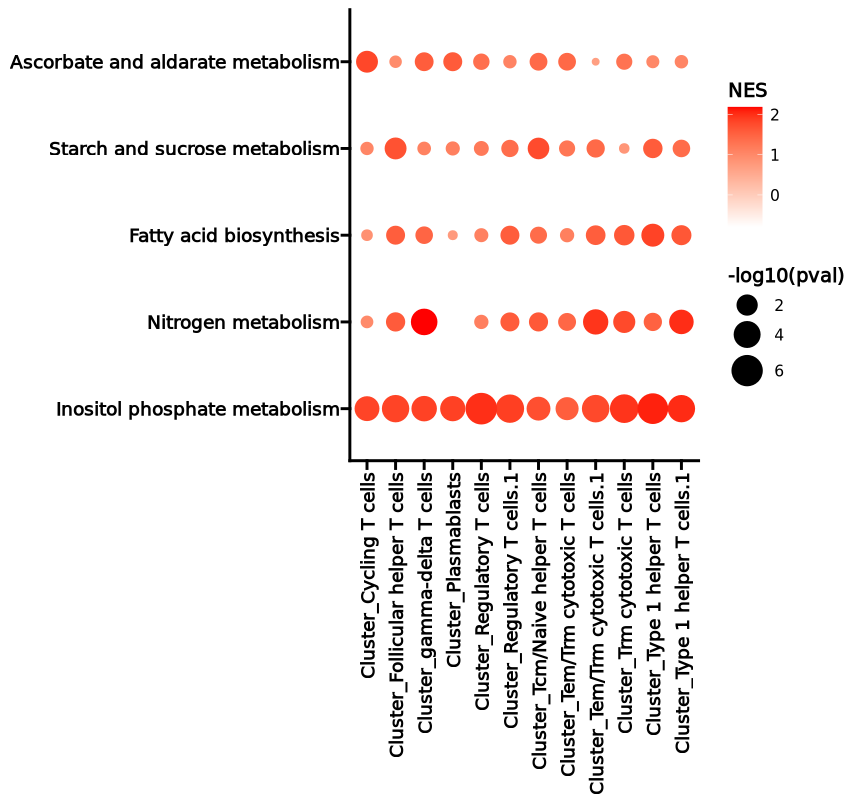 Ascorbate and aldarate metabolism
Starch and sucrose metabolism
Fatty acid biosynthesis
Nitrogen metabolism
Inositol phosphate metabolism
Cluster_Cycling T cells
Cluster_Follicular helper T cells
Cluster_gamma-delta T cells
Cluster_Plasmablasts
Cluster_Regulatory T cells
Cluster_Regulatory T cells.1
Cluster_Tcm/Naive helper T cells
Cluster_Tem/Trm cytotoxic T cells
Cluster_Tem/Trm cytotoxic T cells.1
Cluster_Trm cytotoxic T cells
Cluster_Type 1 helper T cells
Cluster_Type 1 helper T cells.1
NES
2
1
0
-log10(pval)
2
4
6